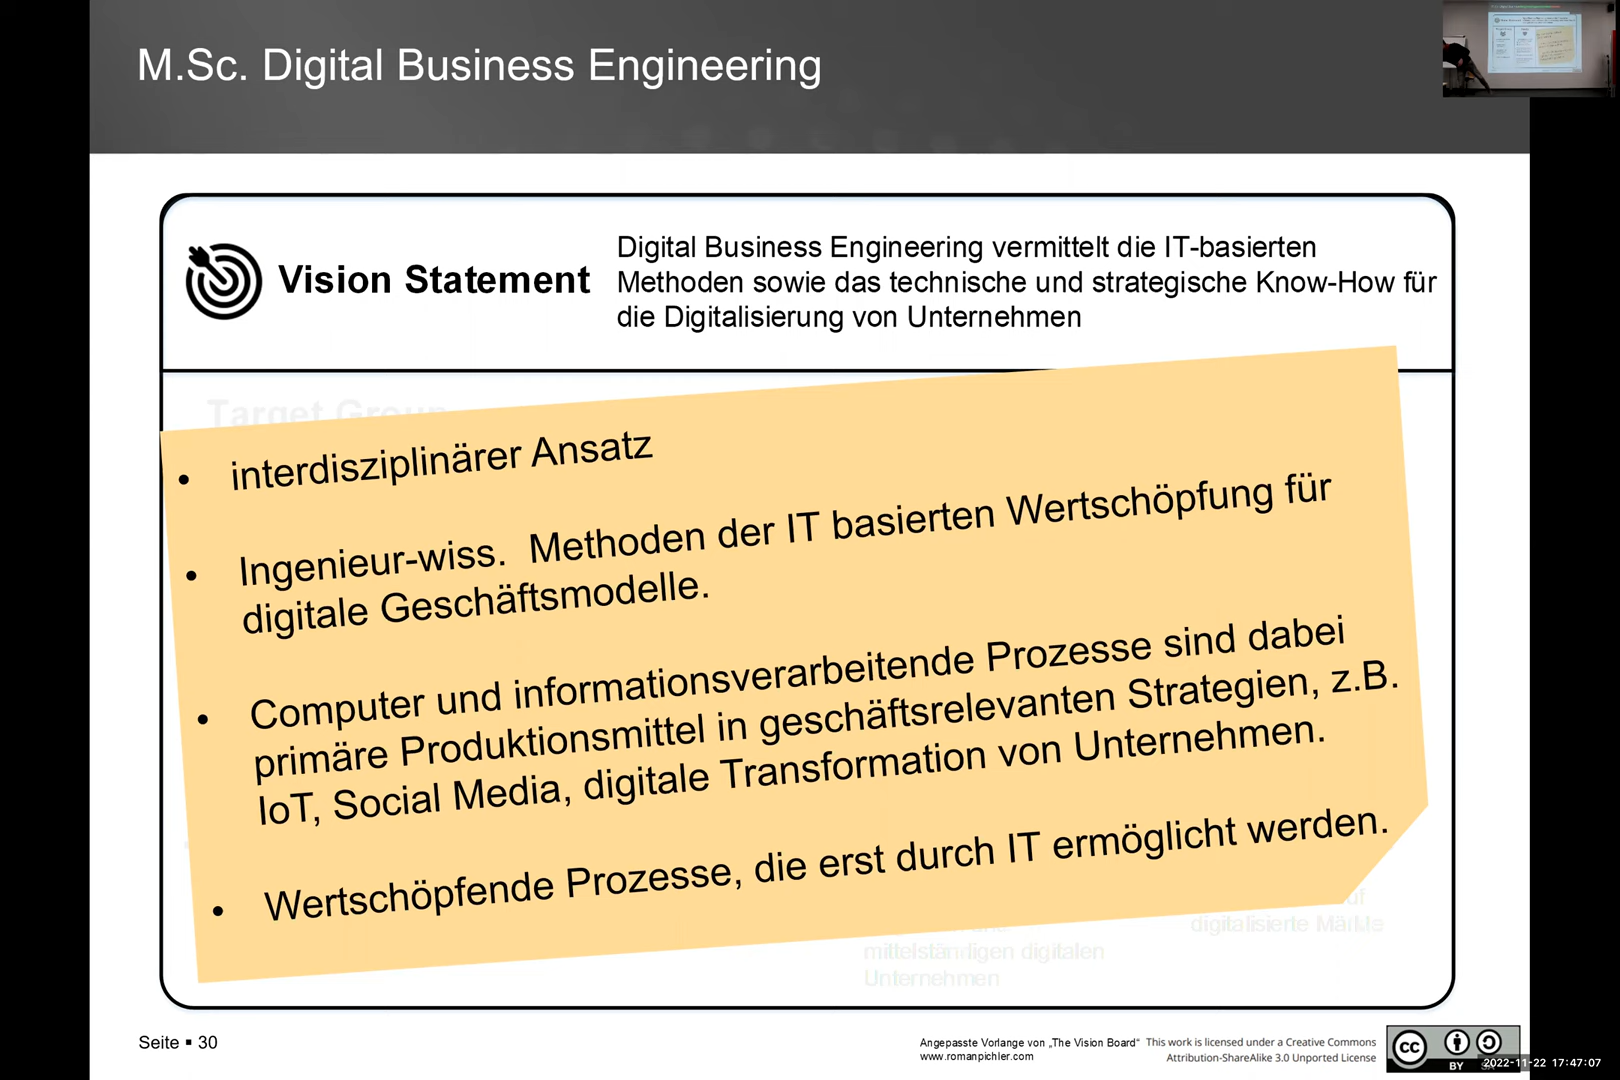 M.Sc. Digital Business Engineering
Vision Statement
Digital Business Engineering vermittelt die IT-basierten
Methoden sowie das technische und strategische Know-How für
die Digitalisierung von Unternehmen
Target Group
• interdisziplinärer Ansatz
• Ingenieur-wiss. Methoden der IT basierten Wertschöpfung für
digitale Geschäftsmodelle.
• Computer und informationsverarbeitende Prozesse sind dabei
primäre Produktionsmittel in geschäftsrelevanten Strategien, z.B.
IoT, Social Media, digitale Transformation von Unternehmen.
• Wertschöpfende Prozesse, die erst durch IT ermöglicht werden.
digitalisierte
mittelständigen digitalen
Unternehmen
Seite ▪ 30
Angepasste Vorlange von „The Vision Board“
www.romanpichler.com
This work is licensed under a Creative Commons
Attribution-ShareAlike 3.0 Unported License
cc
BY
2022-11-22 17:47:07